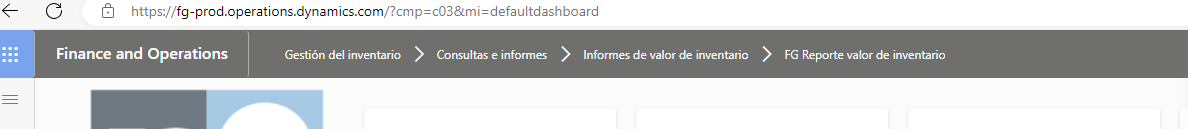 https://fg-prod.operations.dynamics.com/?cmp=c03&mi=defaultdashboard
Finance and Operations Gestión del inventario Consultas e informes Informes de valor de inventario FG Reporte valor de inventario